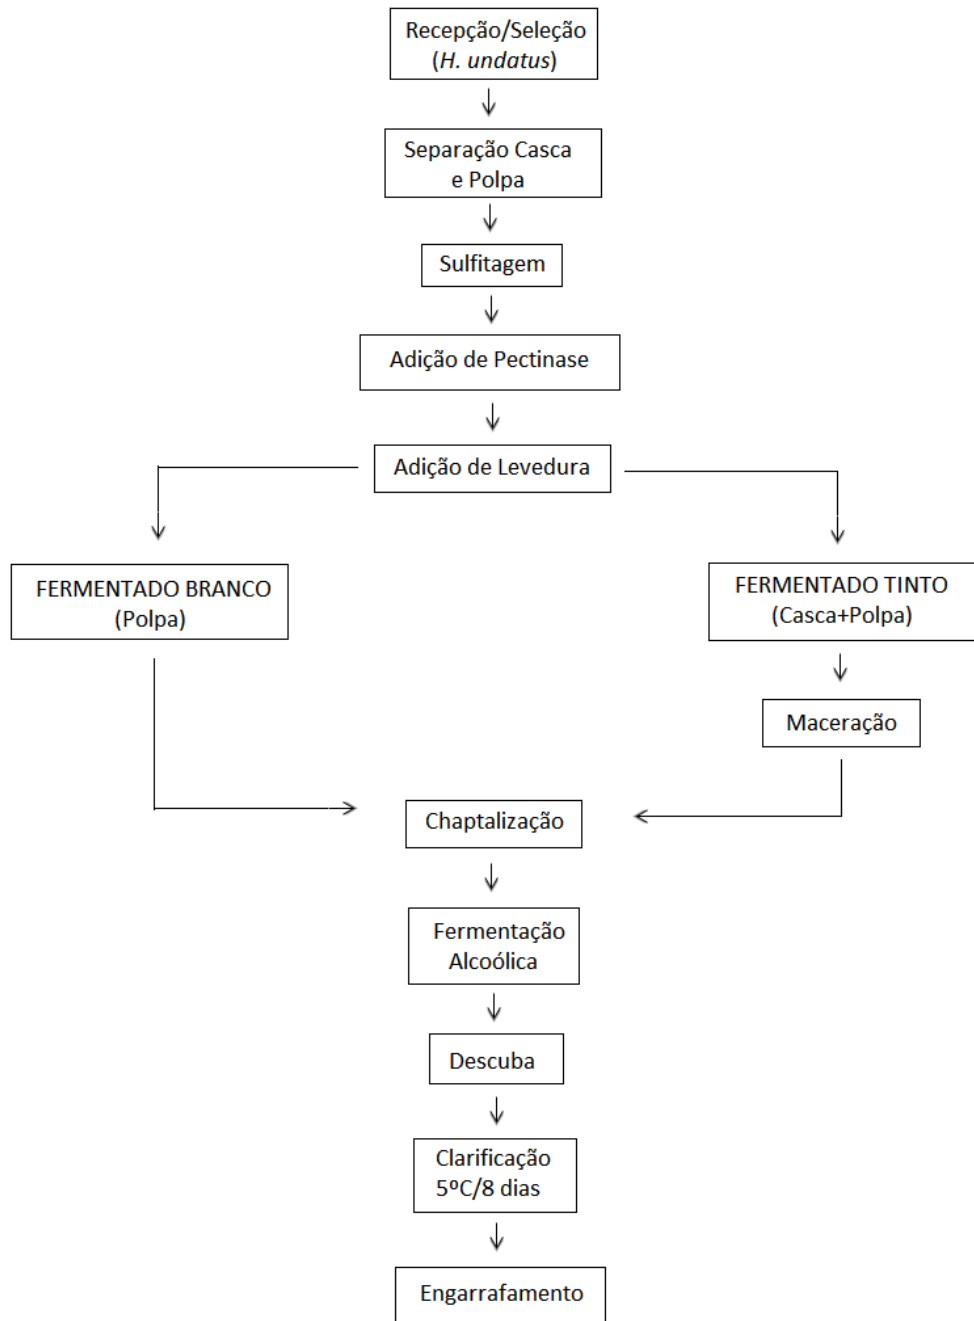 Recepção/Seleção
(H. undatus)
Separação Casca
e Polpa
Sulfitagem
Adição de Pectinase
Adição de Levedura
FERMENTADO BRANCO
(Polpa)
FERMENTADO TINTO
(Casca+Polpa)
Maceração
Chaptalização
Fermentação
Alcoólica
Descuba
Clarificação
5ºC/8 dias
Engarrafamento